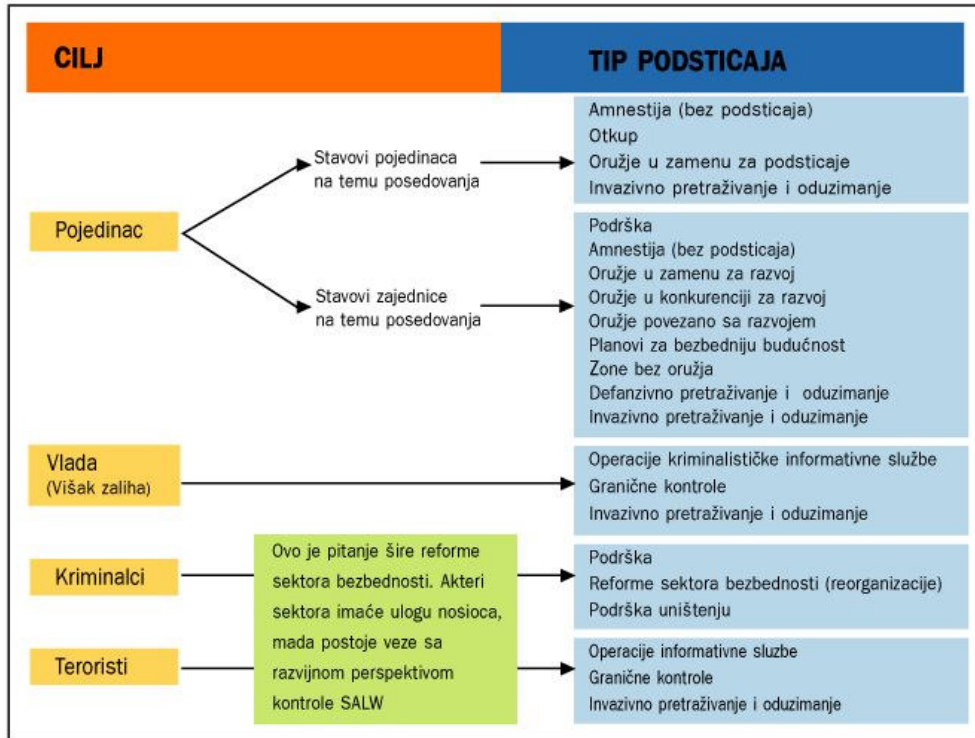 CILJ
TIP PODSTICAJA
Pojedinac
Stavovi pojedinaca
na temu posedovanja
Amnestija (bez podsticaja)
Otkup
Oružje u zamenu za podsticaje
Invazivno pretraživanje i oduzimanje
Stavovi zajednice
na temu posedovanja
Podrška
Amnestija (bez podsticaja)
Oružje u zamenu za razvoj
Oružje u konkurenciji za razvoj
Oružje povezano sa razvojem
Planovi za bezbedniju budućnost
Zone bez oružja
Defanzivno pretraživanje i oduzimanje
Invazivno pretraživanje i oduzimanje
Vlada
(Višak zaliha)
Operacije kriminalističke informativne službe
Granične kontrole
Invazivno pretraživanje i oduzimanje
Kriminalci
Teroristi
Ovo je pitanje šire reforme
sektora bezbednosti. Akteri
sektora imaće ulogu nosioca,
mada postoje veze sa
razvijnom perspektivom
kontrole SALW
Podrška
Reforme sektora bezbednosti (reorganizacije)
Podrška uništenju
Operacije informativne sluzbe
Granične kontrole
Invazivno pretraživanje i oduzimanje